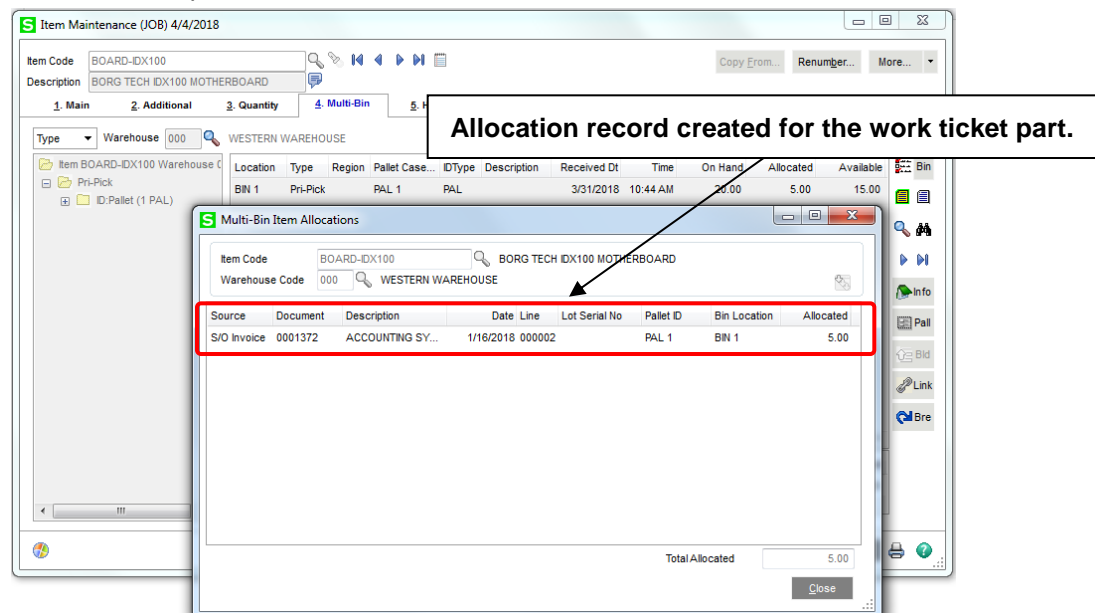 Item Maintenance (JOB) 4/4/2018
Item Code BOARD-IDX100 Copy From... Renumber... More...
Description BORG TECH IDX100 MOTHERBOARD
1. Main 2. Additional 3. Quantity 4. Multi-Bin 5. H
Allocation record created for the work ticket part.
Type Warehouse 000 WESTERN WAREHOUSE
Item BOARD-IDX100 Warehouse Location Type Region Pallet Case... IDType Description Received Dt Time On Hand Allocated Available Bin
Pri-Pick BIN 1 Pri-Pick PAL 1 PAL 3/31/2018 10:44 AM 20.00 5.00 15.00
ID:Pallet (1 PAL)
Multi-Bin Item Allocations
Item Code BOARD-IDX100 BORG TECH IDX100 MOTHERBOARD
Warehouse Code 000 WESTERN WAREHOUSE
Info
Source Document Description Date Line Lot Serial No Pallet ID Bin Location Allocated
Pall
S/O Invoice 0001372 ACCOUNTING SY... 1/16/2018 000002 PAL 1 BIN 1 5.00
Bld
Link
Bre
Total Allocated 5.00
Close